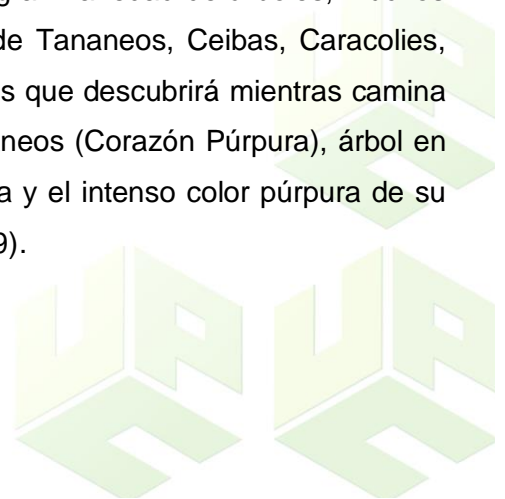 de Tananeos, Ceibas, Caracolies,
s que descubrirá mientras camina
neos (Corazón Púrpura), árbol en
a y el intenso color púrpura de su
9).